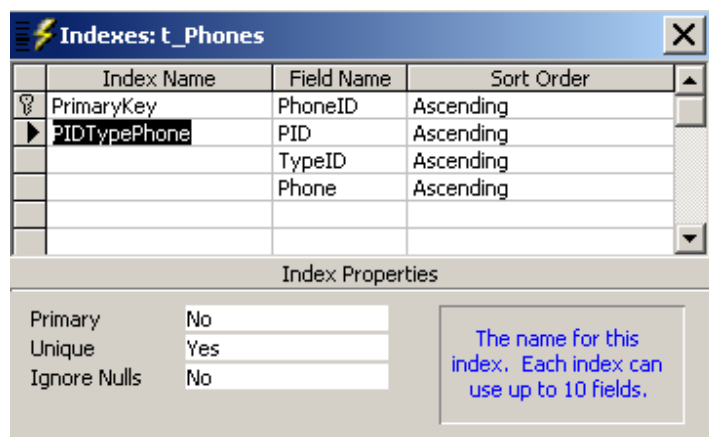 Indexes: t_Phones
Index Name Field Name Sort Order
PrimaryKey PhoneID Ascending
PIDTypePhone PID Ascending
TypeID Ascending
Phone Ascending
Index Properties
Primary No
Unique Yes
Ignore Nulls No
The name for this
index. Each index can
use up to 10 fields.